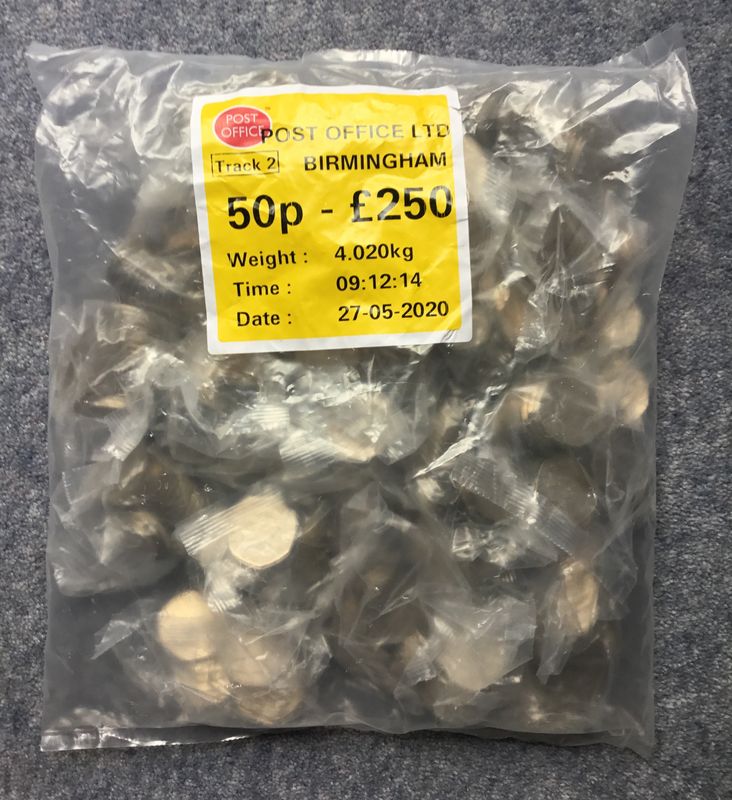 POST
OFFICE
POST OFFICE LTD
Track 2 BIRMINGHAM
50p - £250
Weight : 4.020kg
Time : 09:12:14
Date : 27-05-2020